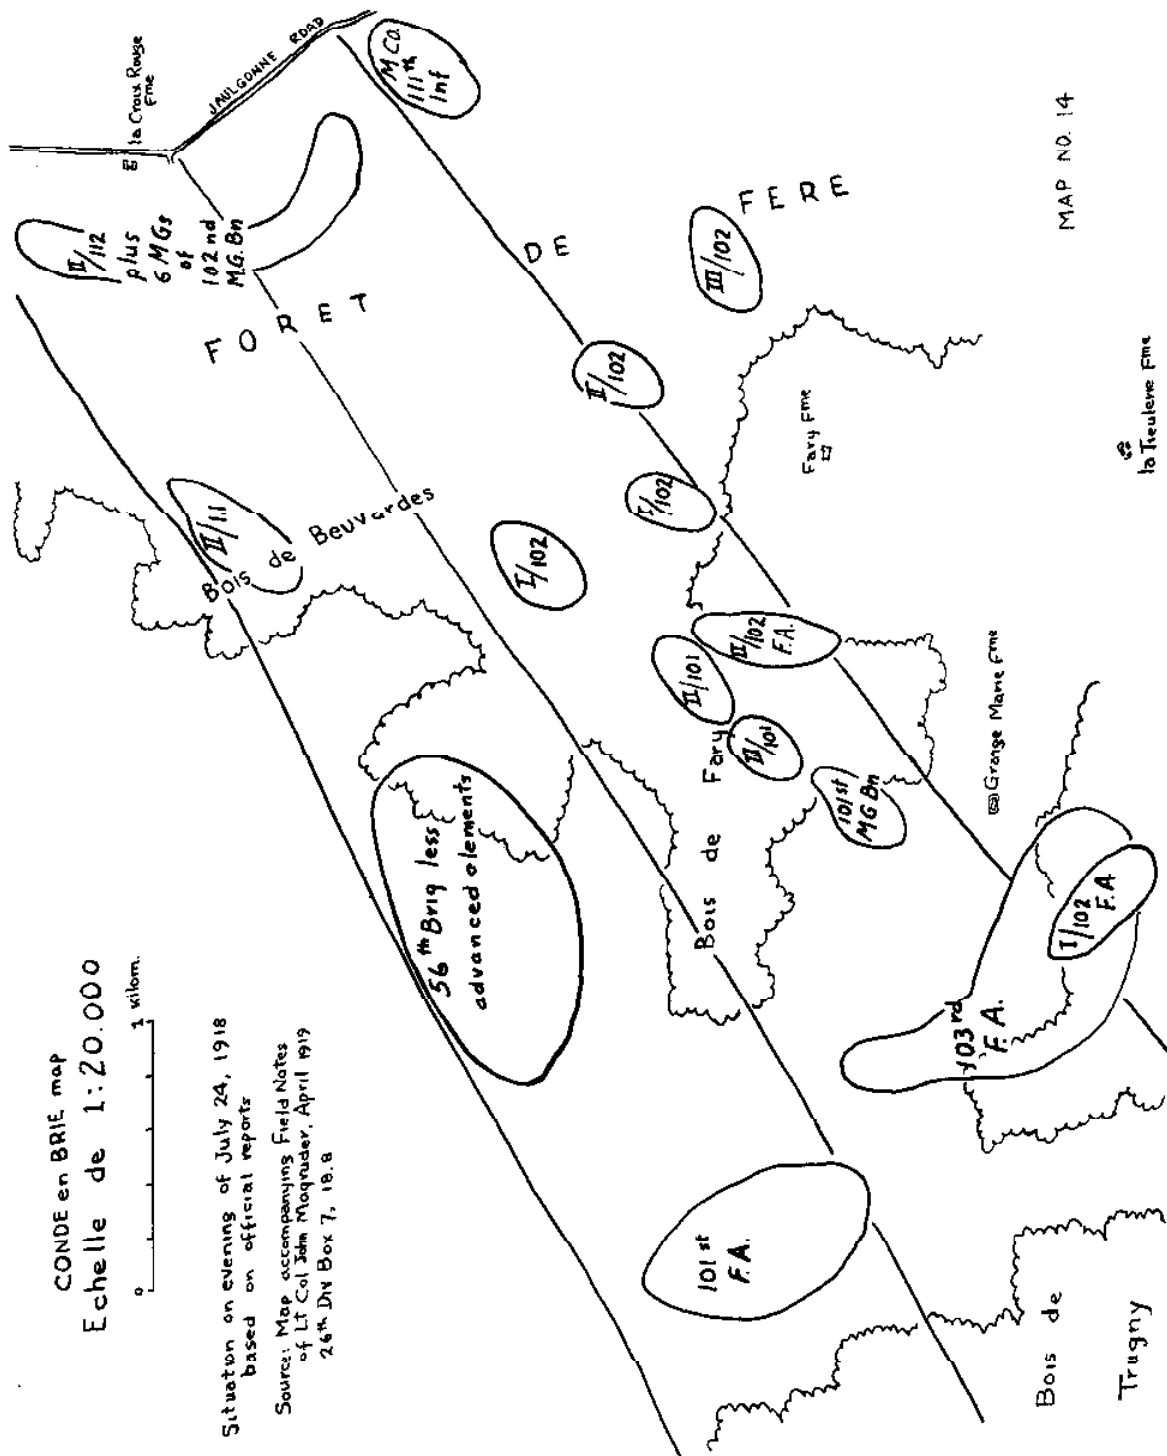 CONDE en BRIE map
Echelle de 1:20.000
0
1 kilom.
Situation on evening of July 24, 1918
based on official reports
Source: Map accompanying Field Notes
of Lt Col John Magruder, April 1919
26th Div Box 7, 18.8
la Croix Rouge
Fme
JAULGONNE ROAD
M CO.
111th
Inf
II/112
plus
6 MGs
of
102nd
M.G. Bn
FORET
DE
FERE
II/111
Bois de Beuvardes
III/102
II/102
I/102
I/102
Fary Fme
la Tieulerie Fme
56th Brig less
advanced elements
II/101
II/101
II/102
F.A.
101st
MG Bn
Bois de Fary
Grange Marie Fme
I/102
F.A
103rd
F.A.
101st
F.A.
Bois de
Trugny
MAP NO. 14